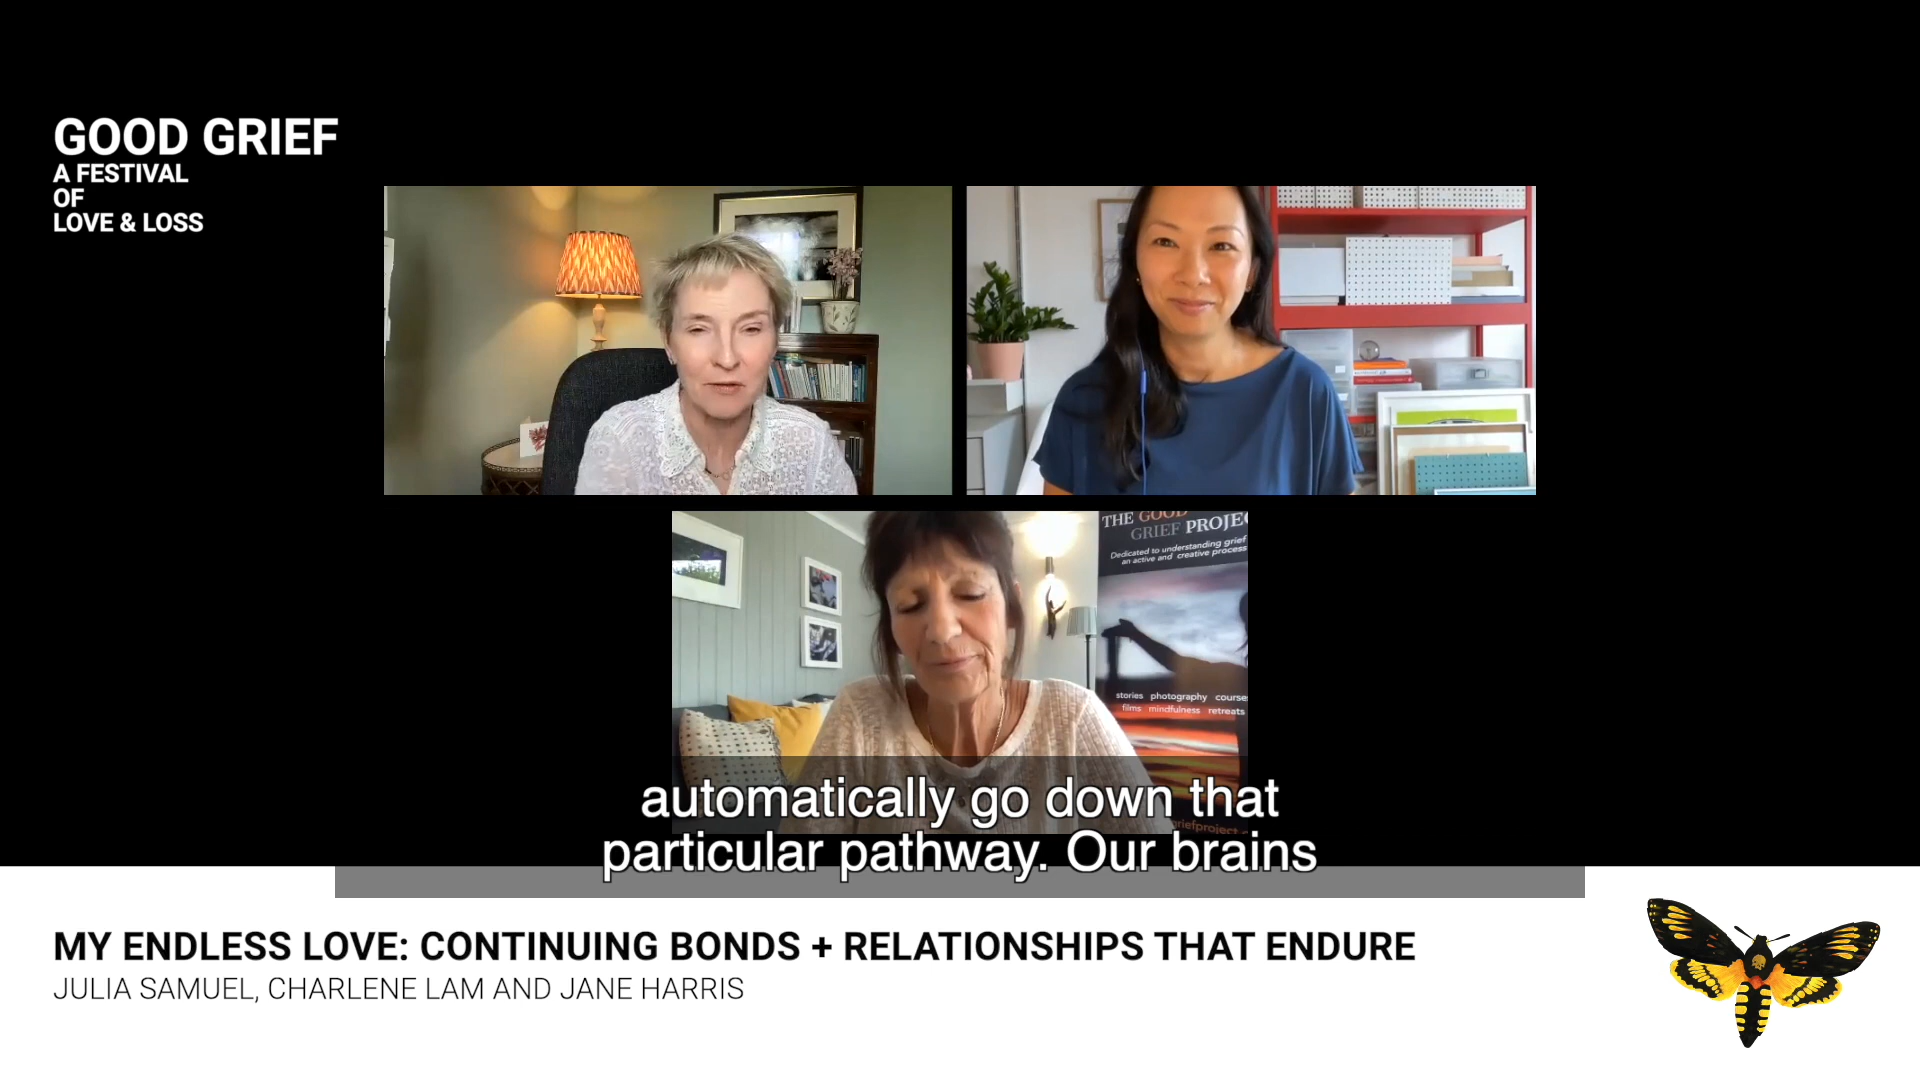 GOOD GRIEF
A FESTIVAL
OF
LOVE & LOSS
THE GOOD
GRIEF PROJEC
Dedicated to understanding grief
an active and creative process
stories photography courses
films mindfulness retreats
griefproject
automatically go down that
particular pathway. Our brains
MY ENDLESS LOVE: CONTINUING BONDS + RELATIONSHIPS THAT ENDURE
JULIA SAMUEL, CHARLENE LAM AND JANE HARRIS